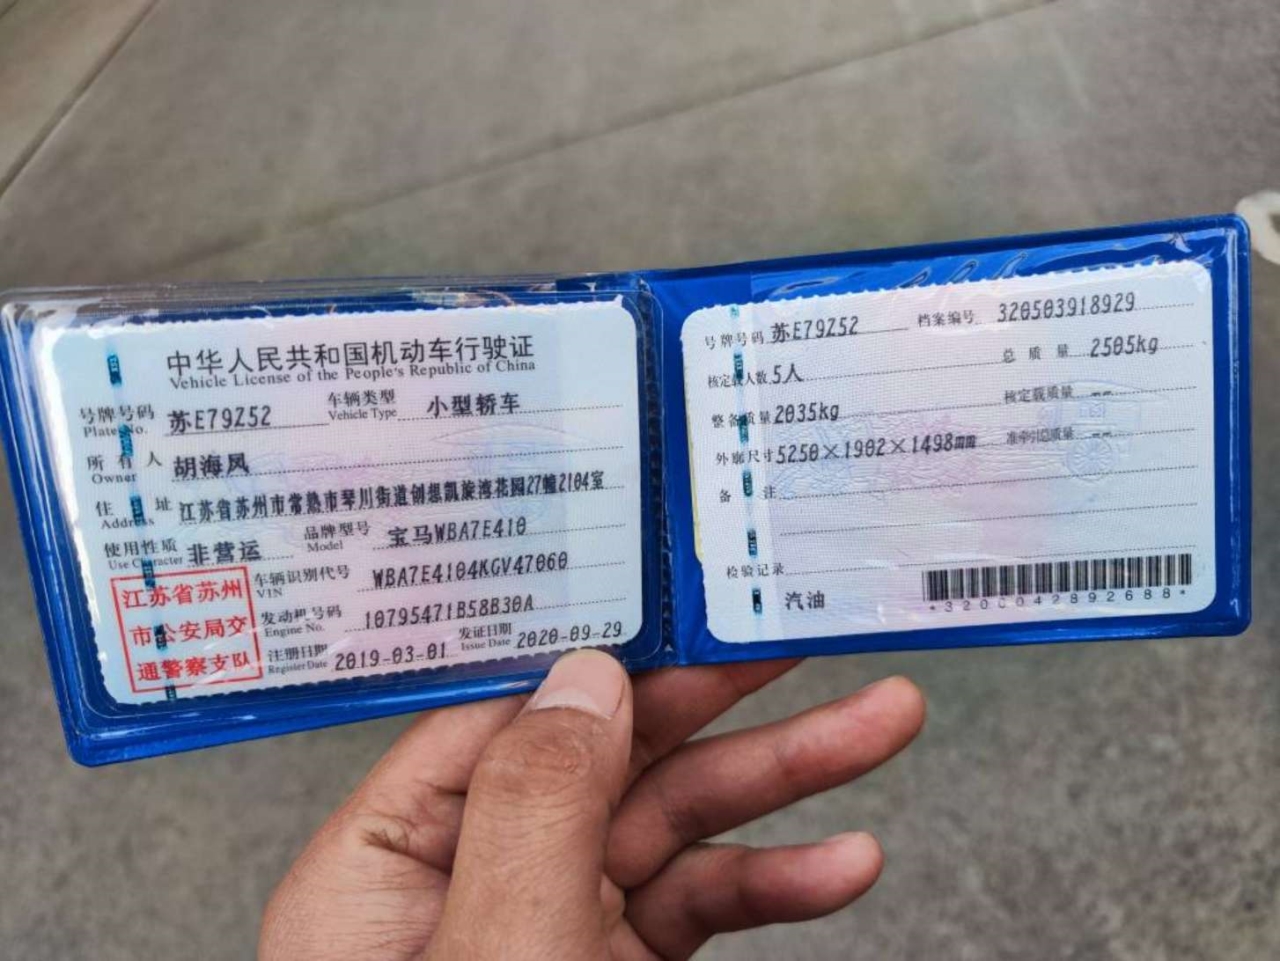 中华人民共和国机动车行驶证
Vehicle License of the People's Republic of China
号牌号码 苏E79Z52 车辆类型 小型轿车
Plate No. Vehicle Type
所有人 胡海凤
Owner
住址 江苏省苏州市常熟市琴川街道创想凯旋湾花园27幢2104室
Address
使用性质 非营运 品牌型号 宝马WBA7E410
Use Character Model
江苏省苏州
市公安局交
通警察支队
车辆识别代号 WBA7E4104KGV47060
VIN
发动机号码 10795471B58B30A
Engine No.
注册日期 2019-03-01 发证日期 2020-09-29
Register Date Issue Date
号牌号码 苏E79Z52 档案编号 320503918929
核定载人数 5人 总质量 2505kg
整备质量 2035kg 核定载质量 --
外廓尺寸 5250×1902×1498mm 准牵引总质量 --
备注
检验记录
汽油
*3200042892688*